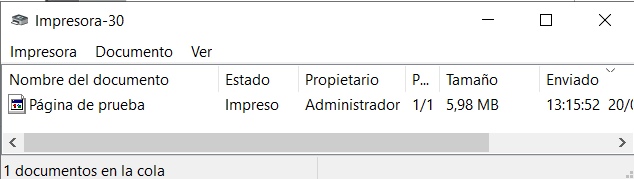 Impresora-30
Impresora Documento Ver
Nombre del documento Estado Propietario P... Tamaño Enviado
Página de prueba Impreso Administrador 1/1 5,98 MB 13:15:52 20/0
1 documentos en la cola